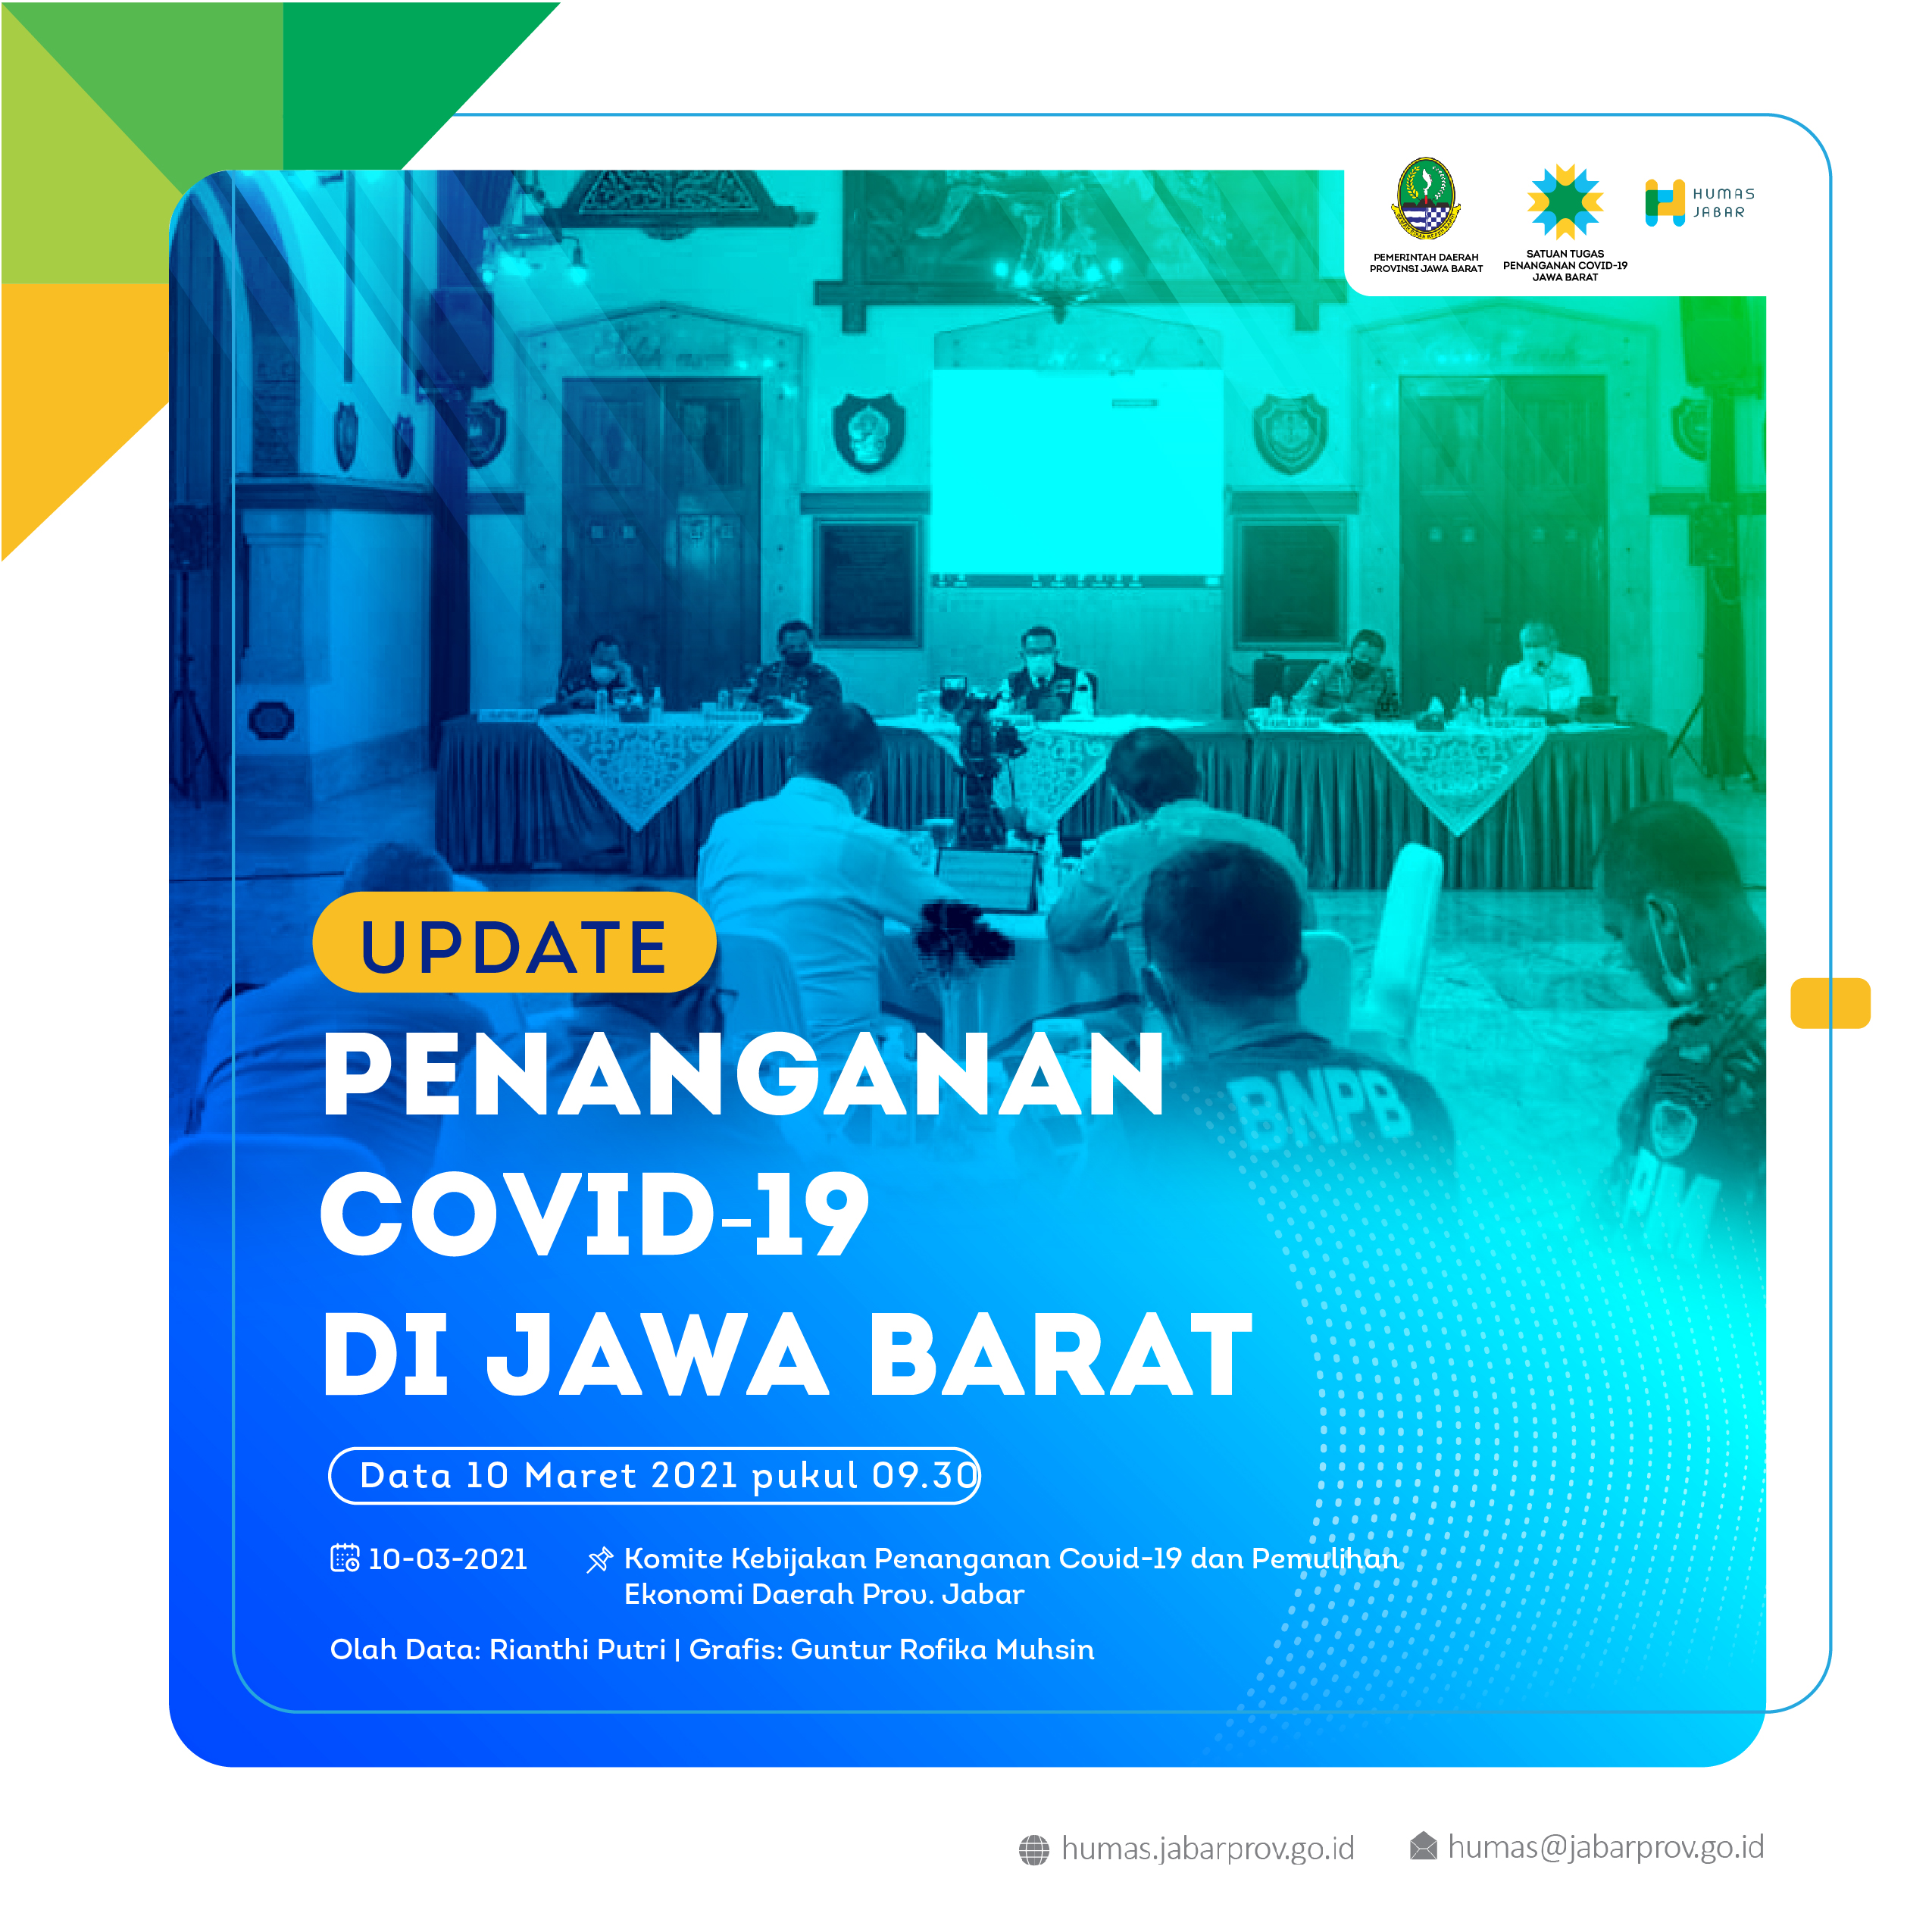 PEMERINTAH DAERAH
PROVINSI JAWA BARAT
SATUAN TUGAS
PENANGANAN COVID-19
JAWA BARAT
HUMAS
JABAR
UPDATE
PENANGANAN
COVID-19
DI JAWA BARAT
BNPB
Data 10 Maret 2021 pukul 09.30
10-03-2021
Komite Kebijakan Penanganan Covid-19 dan Pemulihan
Ekonomi Daerah Prov. Jabar
Olah Data: Rianthi Putri | Grafis: Guntur Rofika Muhsin
humas.jabarprov.go.id
humas@jabarprov.go.id